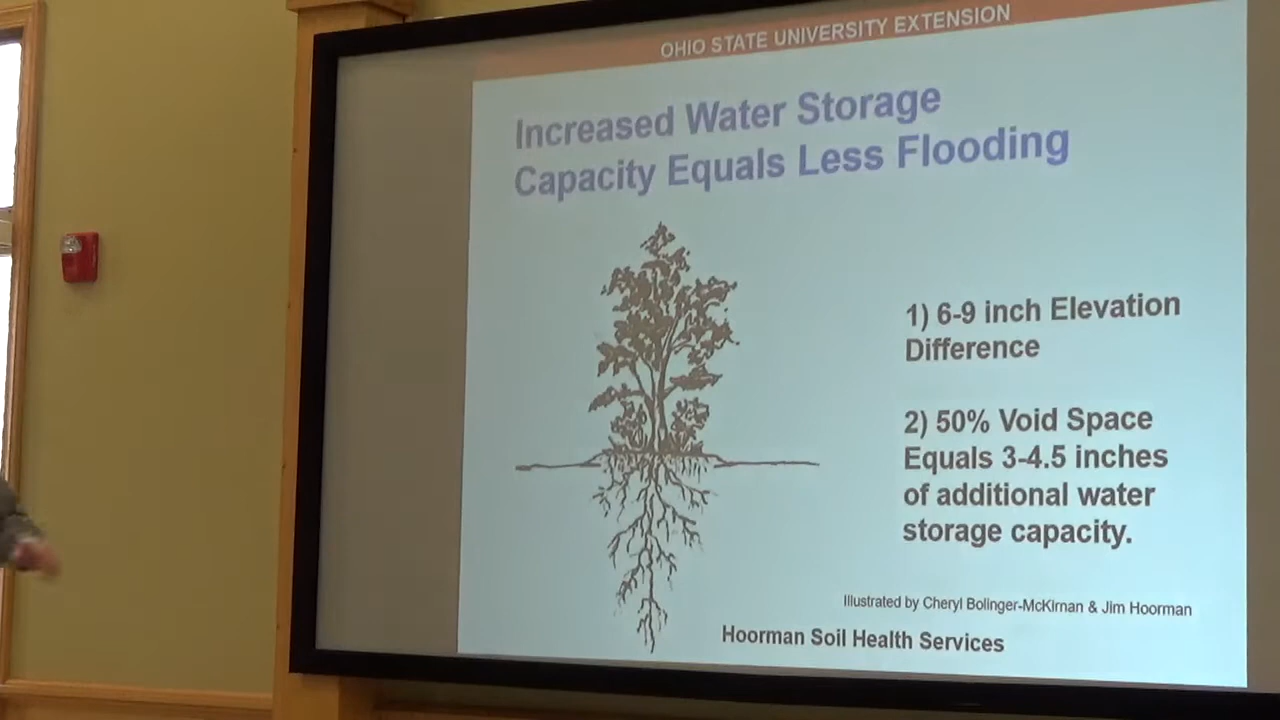 OHIO STATE UNIVERSITY EXTENSION
Increased Water Storage
Capacity Equals Less Flooding
1) 6-9 inch Elevation
Difference
2) 50% Void Space
Equals 3-4.5 inches
of additional water
storage capacity.
Illustrated by Cheryl Bolinger-McKirnan & Jim Hoorman
Hoorman Soil Health Services